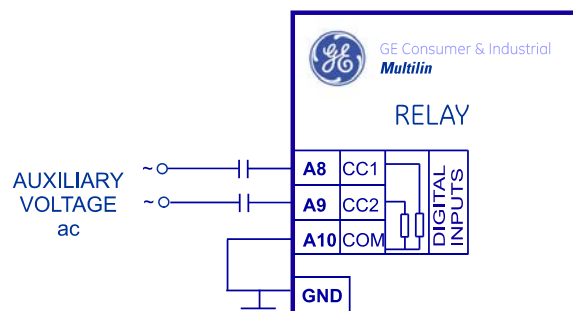 GE Consumer & Industrial
Multilin
RELAY
AUXILIARY
VOLTAGE
ac
~
~
A8 CC1
A9 CC2
A10 COM
DIGITAL
INPUTS
GND